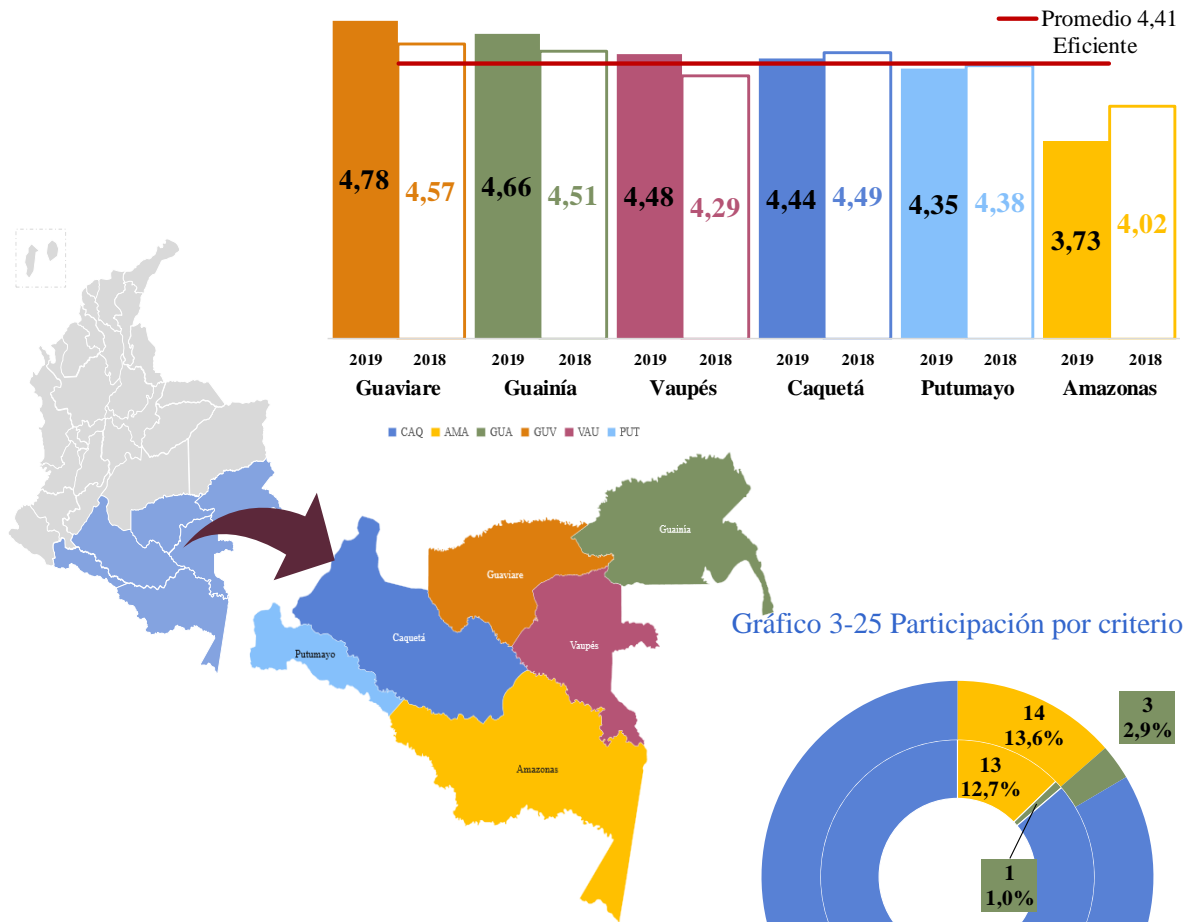 Promedio 4,41
Eficiente
4,78
4,57
4,66
4,51
4,48
4,29
4,44
4,49
4,35
4,38
3,73
4,02
2019 2018 2019 2018 2019 2018 2019 2018 2019 2018 2019 2018
Guaviare Guainía Vaupés Caquetá Putumayo Amazonas
CAQ AMA GUA GUV VAU PUT
Guainía
Guaviare
Caquetá
Vaupés
Putumayo
Amazonas
Gráfico 3-25 Participación por criterio
14
13,6%
3
2,9%
13
12,7%
1
1,0%